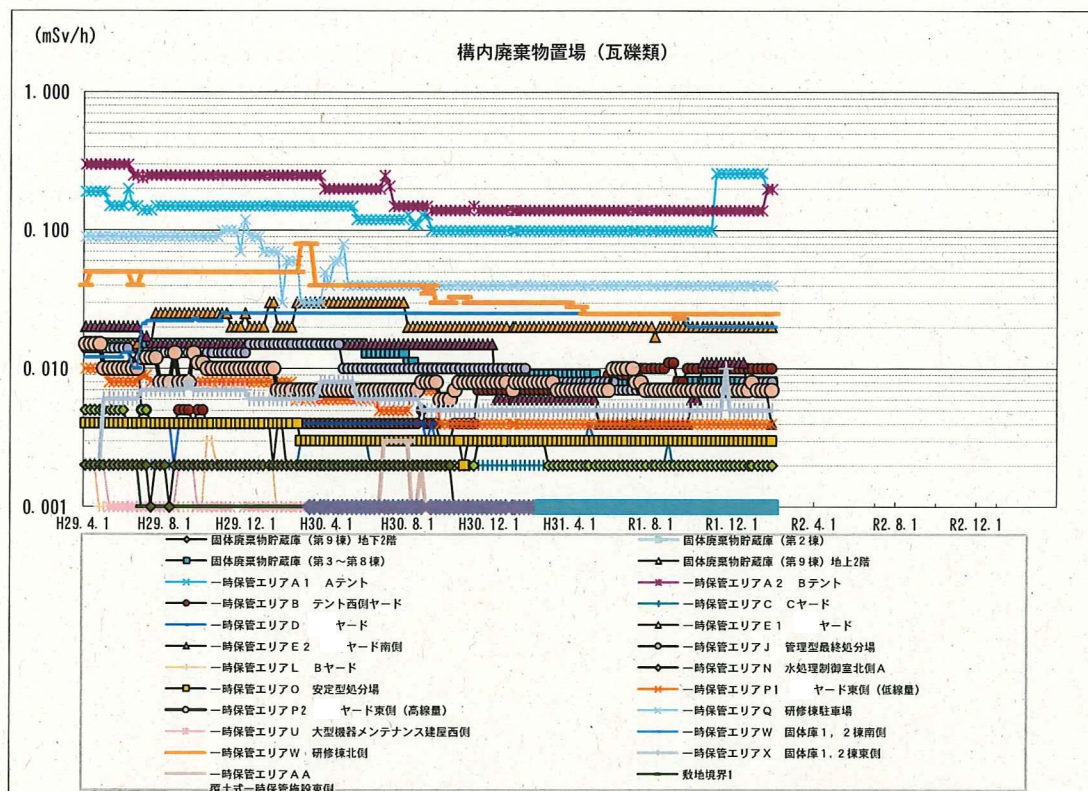 (mSv/h)
構内廃棄物置場（瓦礫類）
1.000
0.100
0.010
0.001
H29.4.1 H29.8.1 H29.12.1 H30.4.1 H30.8.1 H30.12.1 H31.4.1 R1.8.1 R1.12.1 R2.4.1 R2.8.1 R2.12.1
固体廃棄物貯蔵庫（第９棟）地下2階
固体廃棄物貯蔵庫（第２棟）
固体廃棄物貯蔵庫（第３～第８棟）
固体廃棄物貯蔵庫（第９棟）地上2階
一時保管エリアＡ１　Ａテント
一時保管エリアＡ２　Ｂテント
一時保管エリアＢ　テント西側ヤード
一時保管エリアＣ　Ｃヤード
一時保管エリアＤ　ヤード
一時保管エリアＥ１　ヤード
一時保管エリアＥ２　ヤード南側
一時保管エリアＪ　管理型最終処分場
一時保管エリアＬ　Ｂヤード
一時保管エリアＮ　水処理制御室北側Ａ
一時保管エリアＯ　安定型処分場
一時保管エリアＰ１　ヤード東側（低線量）
一時保管エリアＰ２　ヤード東側（高線量）
一時保管エリアＱ　研修棟駐車場
一時保管エリアＵ　大型機器メンテナンス建屋西側
一時保管エリアＷ　固体庫１，２棟南側
一時保管エリアＷ　研修棟北側
一時保管エリアＸ　固体庫１,２棟東側
一時保管エリアＡＡ
敷地境界1
覆土式一時保管施設東側